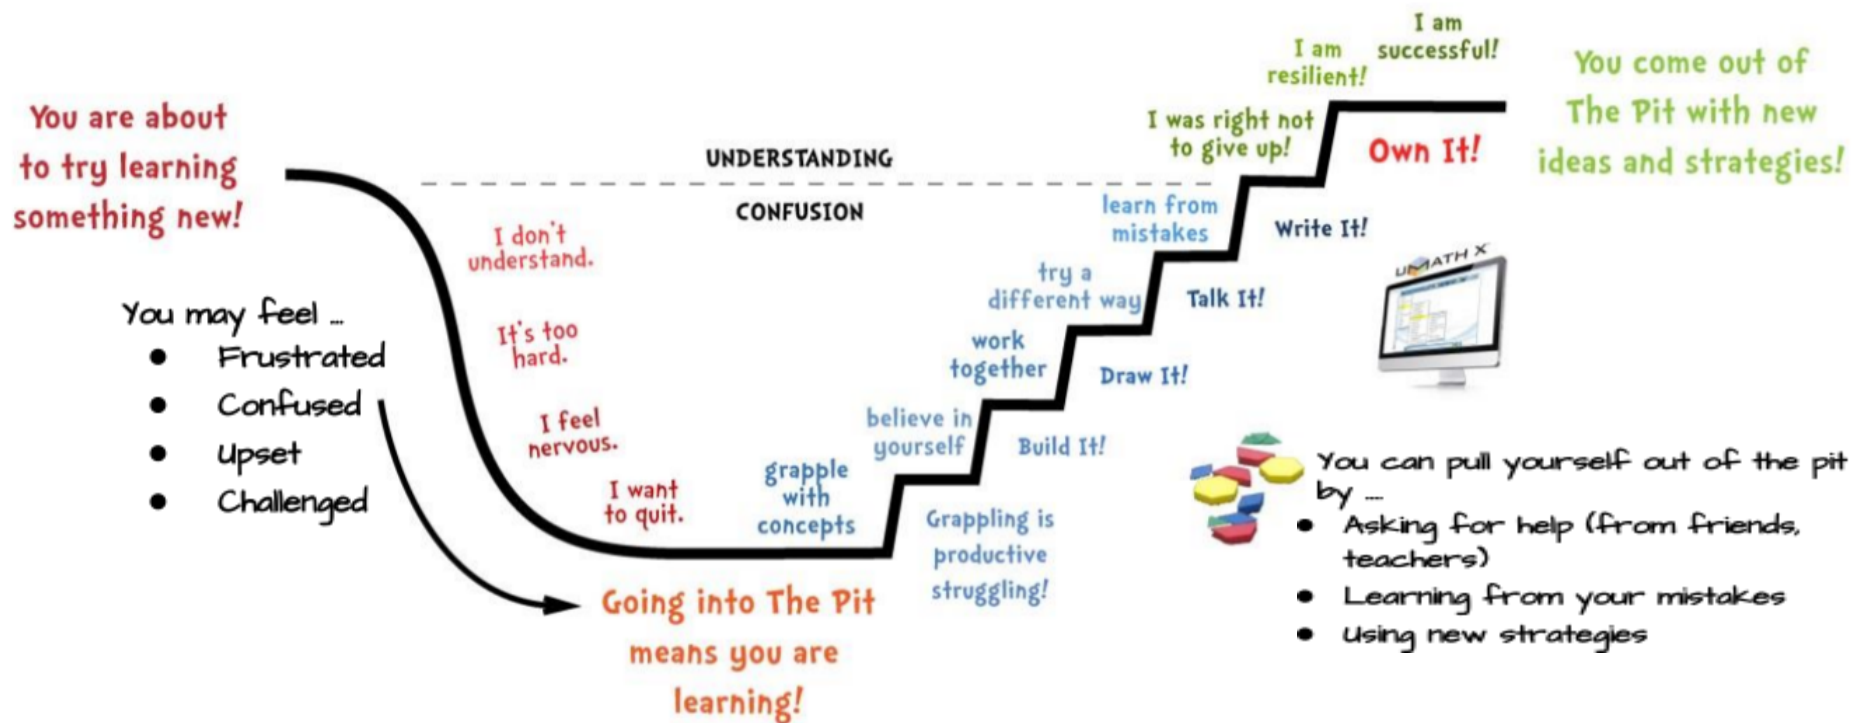 You are about
to try learning
something new!
You may feel ...
● Frustrated
● Confused
● Upset
● Challenged
UNDERSTANDING
CONFUSION
I don't
understand.
It's too
hard.
I feel
nervous.
I want
to quit.
Going into The Pit
means you are
learning!
grapple
with
concepts
believe in
yourself
work
together
try a
different way
learn from
mistakes
I was right not
to give up!
I am
resilient!
I am
successful!
Grappling is
productive
struggling!
Build It!
Draw It!
Talk It!
Write It!
Own It!
You come out of
The Pit with new
ideas and strategies!
UMATH X
You can pull yourself out of the pit
by ....
● Asking for help (from friends,
teachers)
● Learning from your mistakes
● Using new strategies